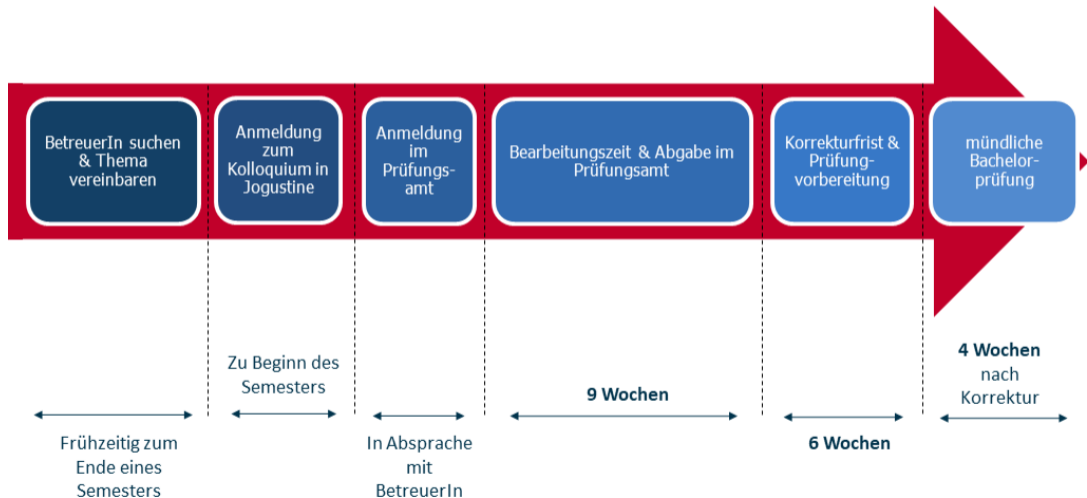 BetreuerIn suchen
& Thema
vereinbaren
Anmeldung
zum
Kolloquium in
Jogustine
Anmeldung
im
Prüfungs-
amt
Bearbeitungszeit & Abgabe im
Prüfungsamt
Korrekturfrist &
Prüfung-
vorbereitung
mündliche
Bachelor-
prüfung
Frühzeitig zum
Ende eines
Semesters
Zu Beginn des
Semesters
In Absprache
mit
BetreuerIn
9 Wochen
6 Wochen
4 Wochen
nach
Korrektur